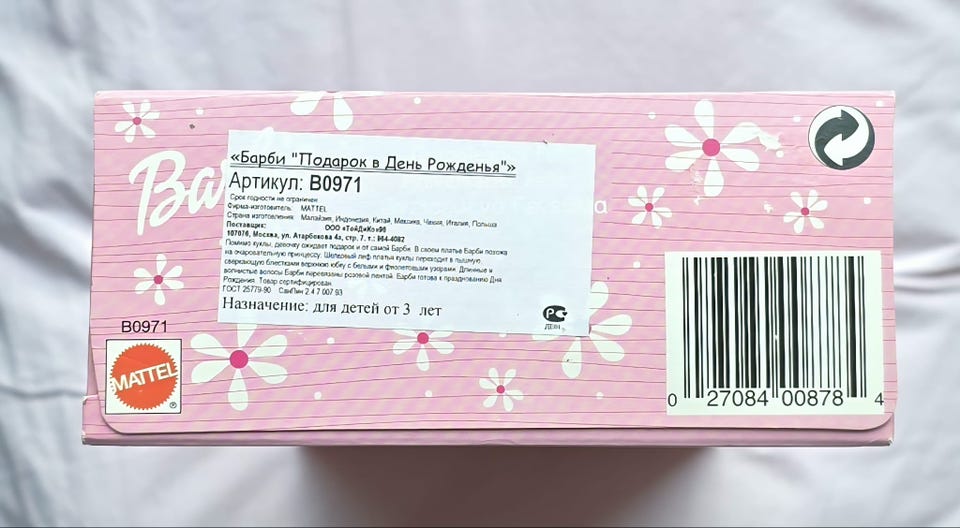 Ba
«Барби "Подарок в День Рожденья"»
Артикул: B0971
Срок годности не ограничен
Фирма-изготовитель: MATTEL
Страна изготовления: Малайзия, Индонезия, Китай, Мексика, Чехия, Италия, Польша
Поставщик: ООО «ТойДиКо»96
107076, Москва, ул. Атарбокова 4а, стр. 7, т.: 964-4082
Помимо куклы, девочку ожидает подарок и от самой Барби. В своем платье Барби похожа
на очаровательную принцессу. Шелковый лиф платья переходит в пышную
сверкающую блестками верхнюю юбку с белыми и фиолетовыми узорами. Длинные и
волнистые волосы Барби перевязаны розовой лентой. Барби готова к празднованию Дня
Рождения. Товар сертифицирован.
ГОСТ 25779-90 СанПин 2.4.7.007.93
Назначение: для детей от 3 лет
РС
a
B0971
MATTEL
®
0 27084 00878 4